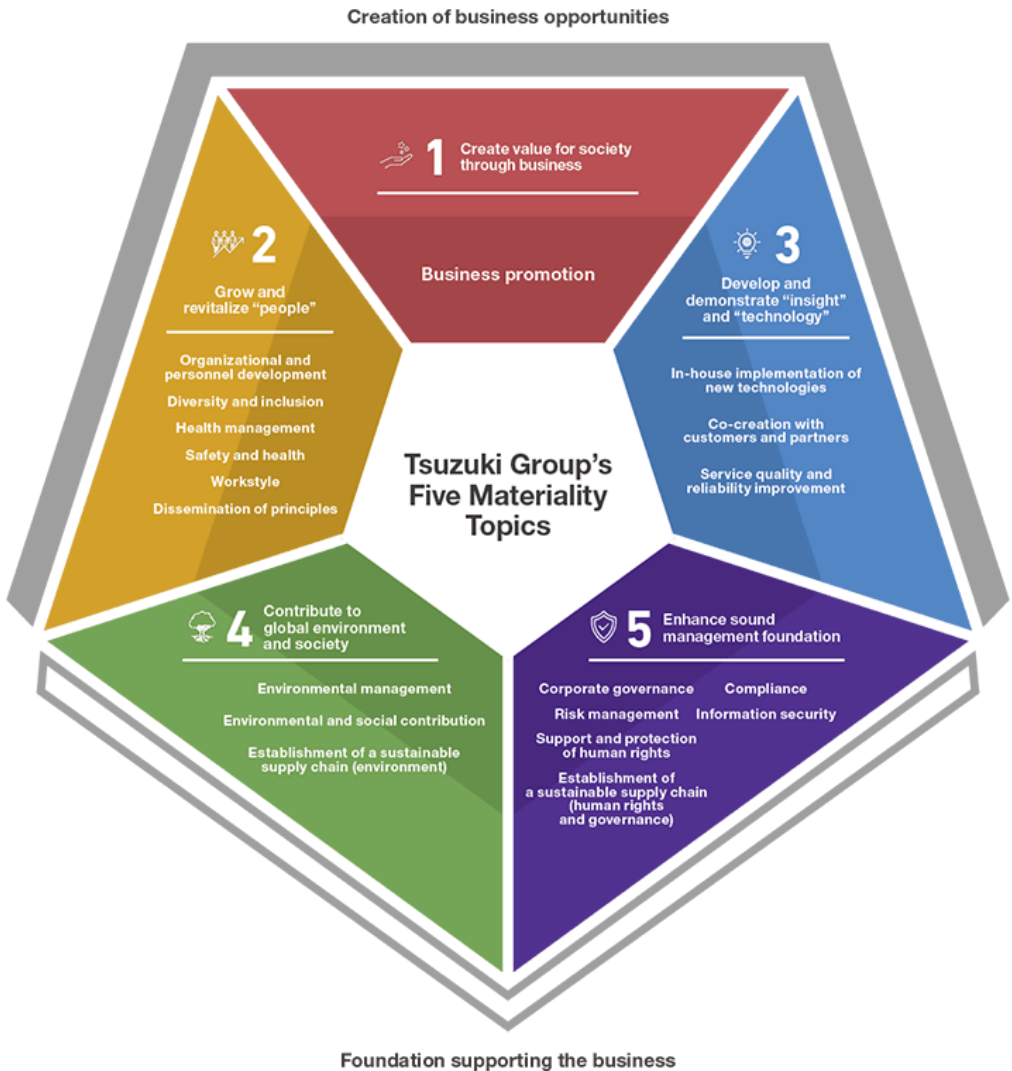 Creation of business opportunities
1
Create value for society
through business
Business promotion
2
Grow and
revitalize “people”
Organizational and
personnel development
Diversity and inclusion
Health management
Safety and health
Workstyle
Dissemination of principles
3
Develop and
demonstrate “insight”
and “technology”
In-house implementation of
new technologies
Co-creation with
customers and partners
Service quality and
reliability improvement
Tsuzuki Group’s
Five Materiality
Topics
4
Contribute to
global environment
and society
Environmental management
Environmental and social contribution
Establishment of a sustainable
supply chain (environment)
5
Enhance sound
management foundation
Corporate governance
Compliance
Risk management
Information security
Support and protection
of human rights
Establishment of
a sustainable supply chain
(human rights
and governance)
Foundation supporting the business